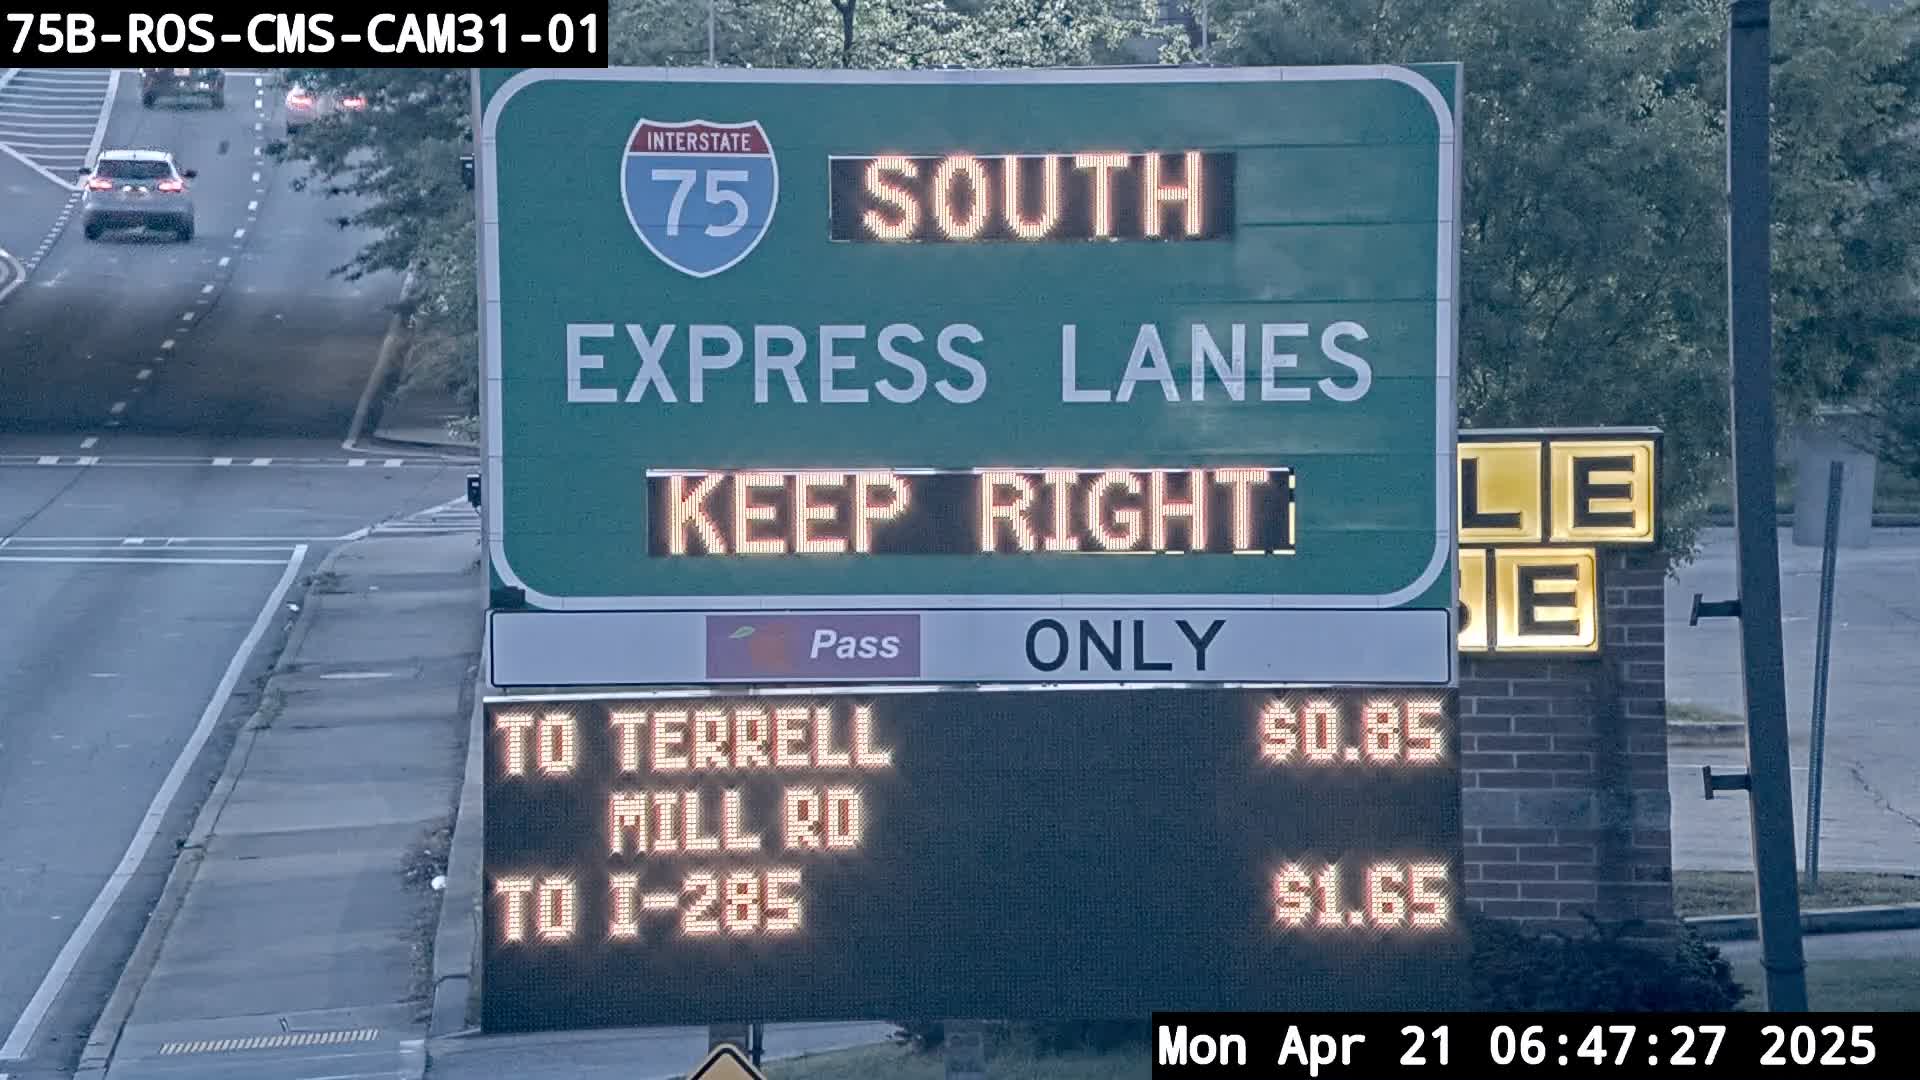 75B-ROS-CMS-CAM31-01
INTERSTATE
75
SOUTH
EXPRESS LANES
KEEP RIGHT
Pass ONLY
LE
E
TO TERRELL $0.85
MILL RD
TO I-285 $1.65
Mon Apr 21 06:47:27 2025